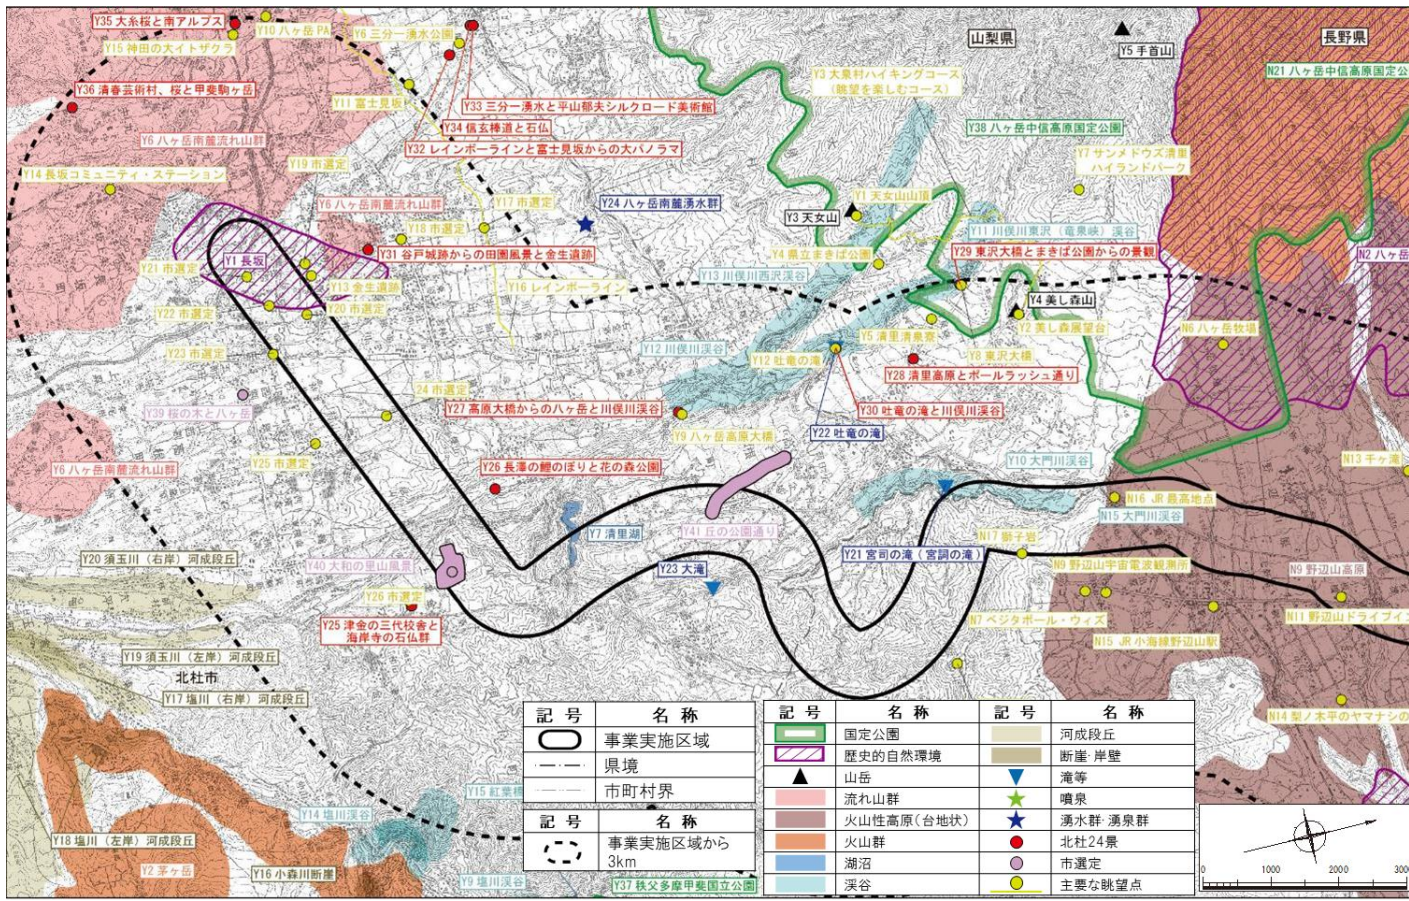 Y35 大糸桜と南アルプス
Y10 八ヶ岳 PA
Y15 神田の大イトザクラ
Y6 三分一湧水公園
山梨県
Y5 手首山
長野県
N21 八ヶ岳中信高原国定公
Y3 大泉村ハイキングコース
(眺望を楽しむコース)
Y36 清春芸術村、桜と甲斐駒ヶ岳
Y11 富士見坂
Y33 三分一湧水と平山郁夫シルクロード美術館
Y34 信玄棒道と石仏
Y38 八ヶ岳中信高原国定公園
Y6 八ヶ岳南麓流れ山群
Y32 レインボーラインと富士見坂からの大パノラマ
Y19 市選定
Y7 サンメドウズ清里
ハイランドパーク
Y14 長坂コミュニティ・ステーション
Y6 八ヶ岳南麓流れ山群
Y17 市選定
Y24 八ヶ岳南麓湧水群
Y1 天女山山頂
Y3 天女山
Y18 市選定
Y11 川俣川東沢(竜泉峡)渓谷
Y31 谷戸城跡からの田園風景と金生遺跡
Y4 県立まきば公園
Y29 東沢大橋とまきば公園からの景観
N2 八ヶ岳
Y1 長坂
Y21 市選定
Y13 金生遺跡
Y16 レインボーライン
Y13 川俣川西沢渓谷
Y4 美し森山
Y22 市選定
Y20 市選定
Y2 美し森展望台
Y5 清里清泉寮
N6 八ヶ岳牧場
Y23 市選定
Y12 川俣川渓谷
Y12 吐竜の滝
Y8 東沢大橋
Y28 清里高原とポールラッシュ通り
Y39 桜の木と八ヶ岳
24 市選定
Y27 高原大橋からの八ヶ岳と川俣川渓谷
Y30 吐竜の滝と川俣川渓谷
Y9 八ヶ岳高原大橋
Y22 吐竜の滝
Y6 八ヶ岳南麓流れ山群
Y25 市選定
Y26 長澤の鯉のぼりと花の森公園
Y10 大門川渓谷
N13 千ヶ滝
N16 JR 最高地点
N15 大門川渓谷
Y7 清里湖
Y41 丘の公園通り
Y20 須玉川(右岸)河成段丘
Y40 大和の里山風景
Y23 大滝
Y21 宮司の滝(宮詞の滝)
N17 獅子岩
N9 野辺山宇宙電波観測所
N9 野辺山高原
Y26 市選定
Y25 津金の三代校舎と
海岸寺の石仏群
N7 ベジタボール・ウィズ
N11 野辺山ドライブイン
N15 JR 小海線野辺山駅
Y19 須玉川(左岸)河成段丘
北杜市
Y17 塩川(右岸)河成段丘
N14 梨ノ木平のヤマナシの
記 号 名 称
事業実施区域
県境
市町村界
記 号 名 称
事業実施区域から
3km
記 号 名 称 記 号 名 称
国定公園 河成段丘
歴史的自然環境 断崖・岸壁
山岳 滝等
流れ山群 噴泉
火山性高原(台地状) 湧水群・湧泉群
火山群 北杜24景
湖沼 市選定
渓谷 主要な眺望点
Y15 紅葉橋
Y14 塩川渓谷
Y18 塩川(左岸)河成段丘
Y2 茅ヶ岳
Y16 小森川断崖
Y9 塩川渓谷
Y37 秩父多摩甲斐国立公園
0 1000 2000 3000